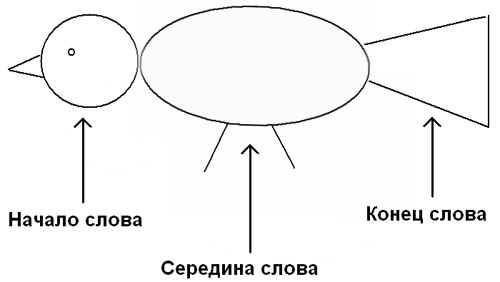 Начало слова
Середина слова
Конец слова